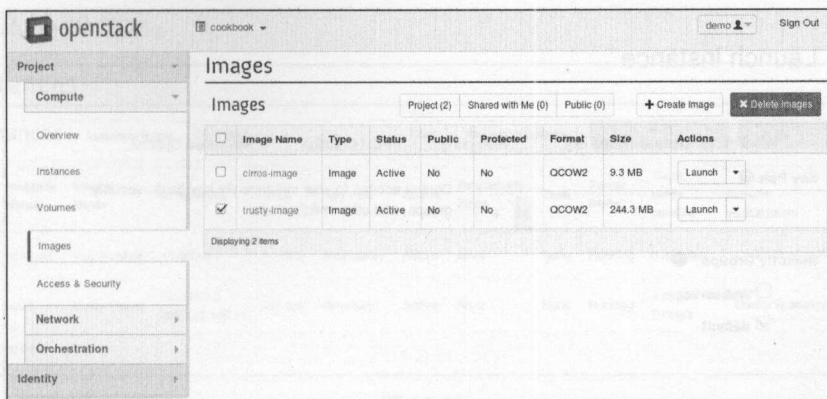 openstack
cookbook
demo
Sign Out
Project
Images
Compute
Images
Project (2)
Shared with Me (0)
Public (0)
Create Image
Delete Images
Overview
Image Name Type Status Public Protected Format Size Actions
Instances
cirros-image Image Active No No QCOW2 9.3 MB Launch
Volumes
trusty-image Image Active No No QCOW2 244.3 MB Launch
Images
Displaying 2 items
Access & Security
Network
Orchestration
Identity